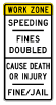 WORK ZONE
SPEEDING
FINES
DOUBLED
CAUSE DEATH
OR INJURY
FINE/JAIL